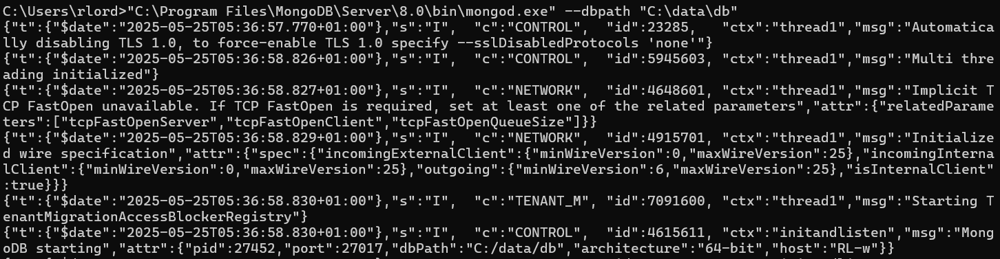 C:\Users\rlord>"C:\Program Files\MongoDB\Server\8.0\bin\mongod.exe" --dbpath "C:\data\db"
{"t":{"$date":"2025-05-25T05:36:57.770+01:00"},"s":"I",  "c":"CONTROL",  "id":23285,   "ctx":"thread1","msg":"Automatica
lly disabling TLS 1.0, to force-enable TLS 1.0 specify --sslDisabledProtocols 'none'"}
{"t":{"$date":"2025-05-25T05:36:58.826+01:00"},"s":"I",  "c":"CONTROL",  "id":5945603, "ctx":"thread1","msg":"Multi thre
ading initialized"}
{"t":{"$date":"2025-05-25T05:36:58.827+01:00"},"s":"I",  "c":"NETWORK",  "id":4648601, "ctx":"thread1","msg":"Implicit T
CP FastOpen unavailable. If TCP FastOpen is required, set at least one of the related parameters","attr":{"relatedParame
ters":["tcpFastOpenServer","tcpFastOpenClient","tcpFastOpenQueueSize"]}}
{"t":{"$date":"2025-05-25T05:36:58.829+01:00"},"s":"I",  "c":"NETWORK",  "id":4915701, "ctx":"thread1","msg":"Initialize
d wire specification","attr":{"spec":{"incomingExternalClient":{"minWireVersion":0,"maxWireVersion":25},"incomingInterna
lClient":{"minWireVersion":0,"maxWireVersion":25},"outgoing":{"minWireVersion":6,"maxWireVersion":25},"isInternalClient"
:true}}}
{"t":{"$date":"2025-05-25T05:36:58.830+01:00"},"s":"I",  "c":"TENANT_M", "id":7091600, "ctx":"thread1","msg":"Starting T
enantMigrationAccessBlockerRegistry"}
{"t":{"$date":"2025-05-25T05:36:58.830+01:00"},"s":"I",  "c":"CONTROL",  "id":4615611, "ctx":"initandlisten","msg":"Mong
oDB starting","attr":{"pid":27452,"port":27017,"dbPath":"C:/data/db","architecture":"64-bit","host":"RL-w"}}